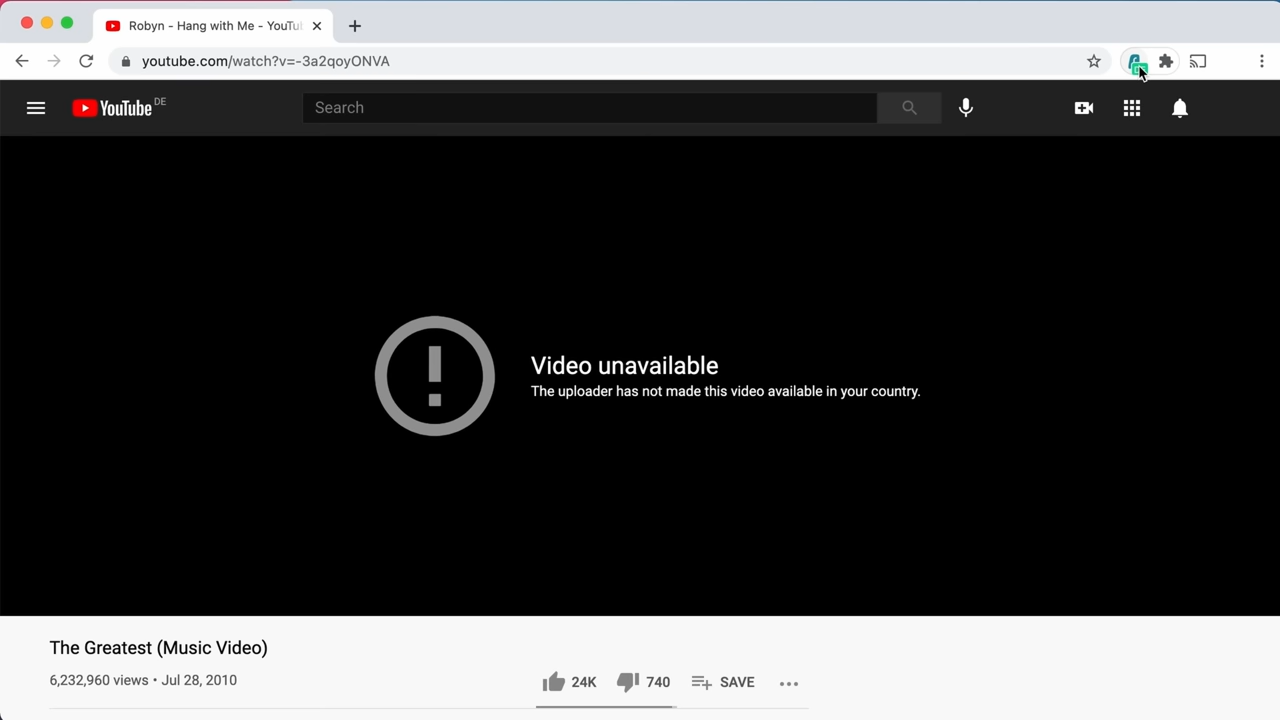 Robyn - Hang with Me - YouTu
youtube.com/watch?v=-3a2qoyONVA
YouTube DE
Search
Video unavailable
The uploader has not made this video available in your country.
The Greatest (Music Video)
6,232,960 views • Jul 28, 2010
24K
740
SAVE